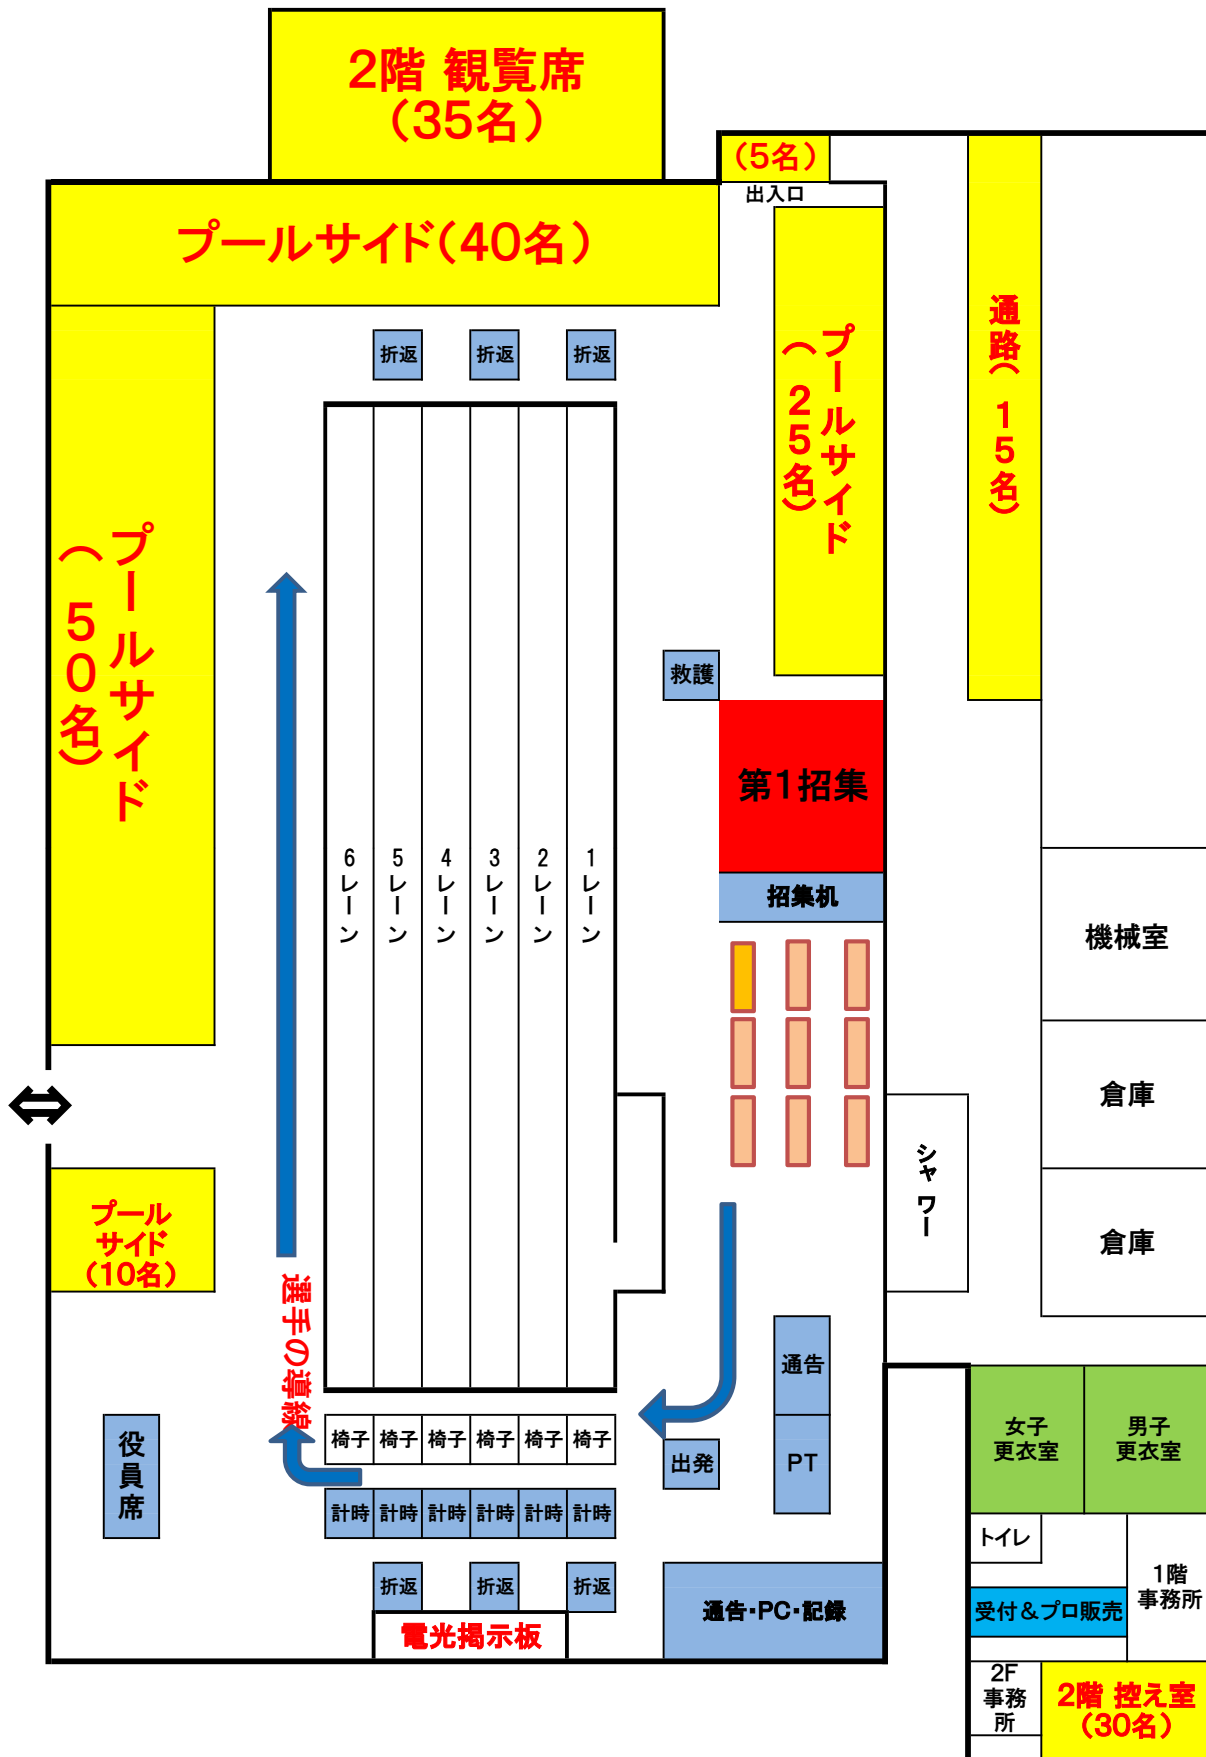 2階 観覧席
（35名）
（5名）
出入口
プールサイド（40名）
プールサイド
（25名）
通路（15名）
折返
折返
折返
プールサイド
（50名）
救護
第1招集
招集机
6レーン
5レーン
4レーン
3レーン
2レーン
1レーン
機械室
倉庫
倉庫
シャワー
プール
サイド
（10名）
選手の導線
通告
PT
役員席
椅子
椅子
椅子
椅子
椅子
椅子
出発
計時
計時
計時
計時
計時
計時
折返
折返
折返
電光掲示板
通告・PC・記録
女子
更衣室
男子
更衣室
トイレ
1階
事務所
受付＆プロ販売
2F
事務
所
2階 控え室
（30名）